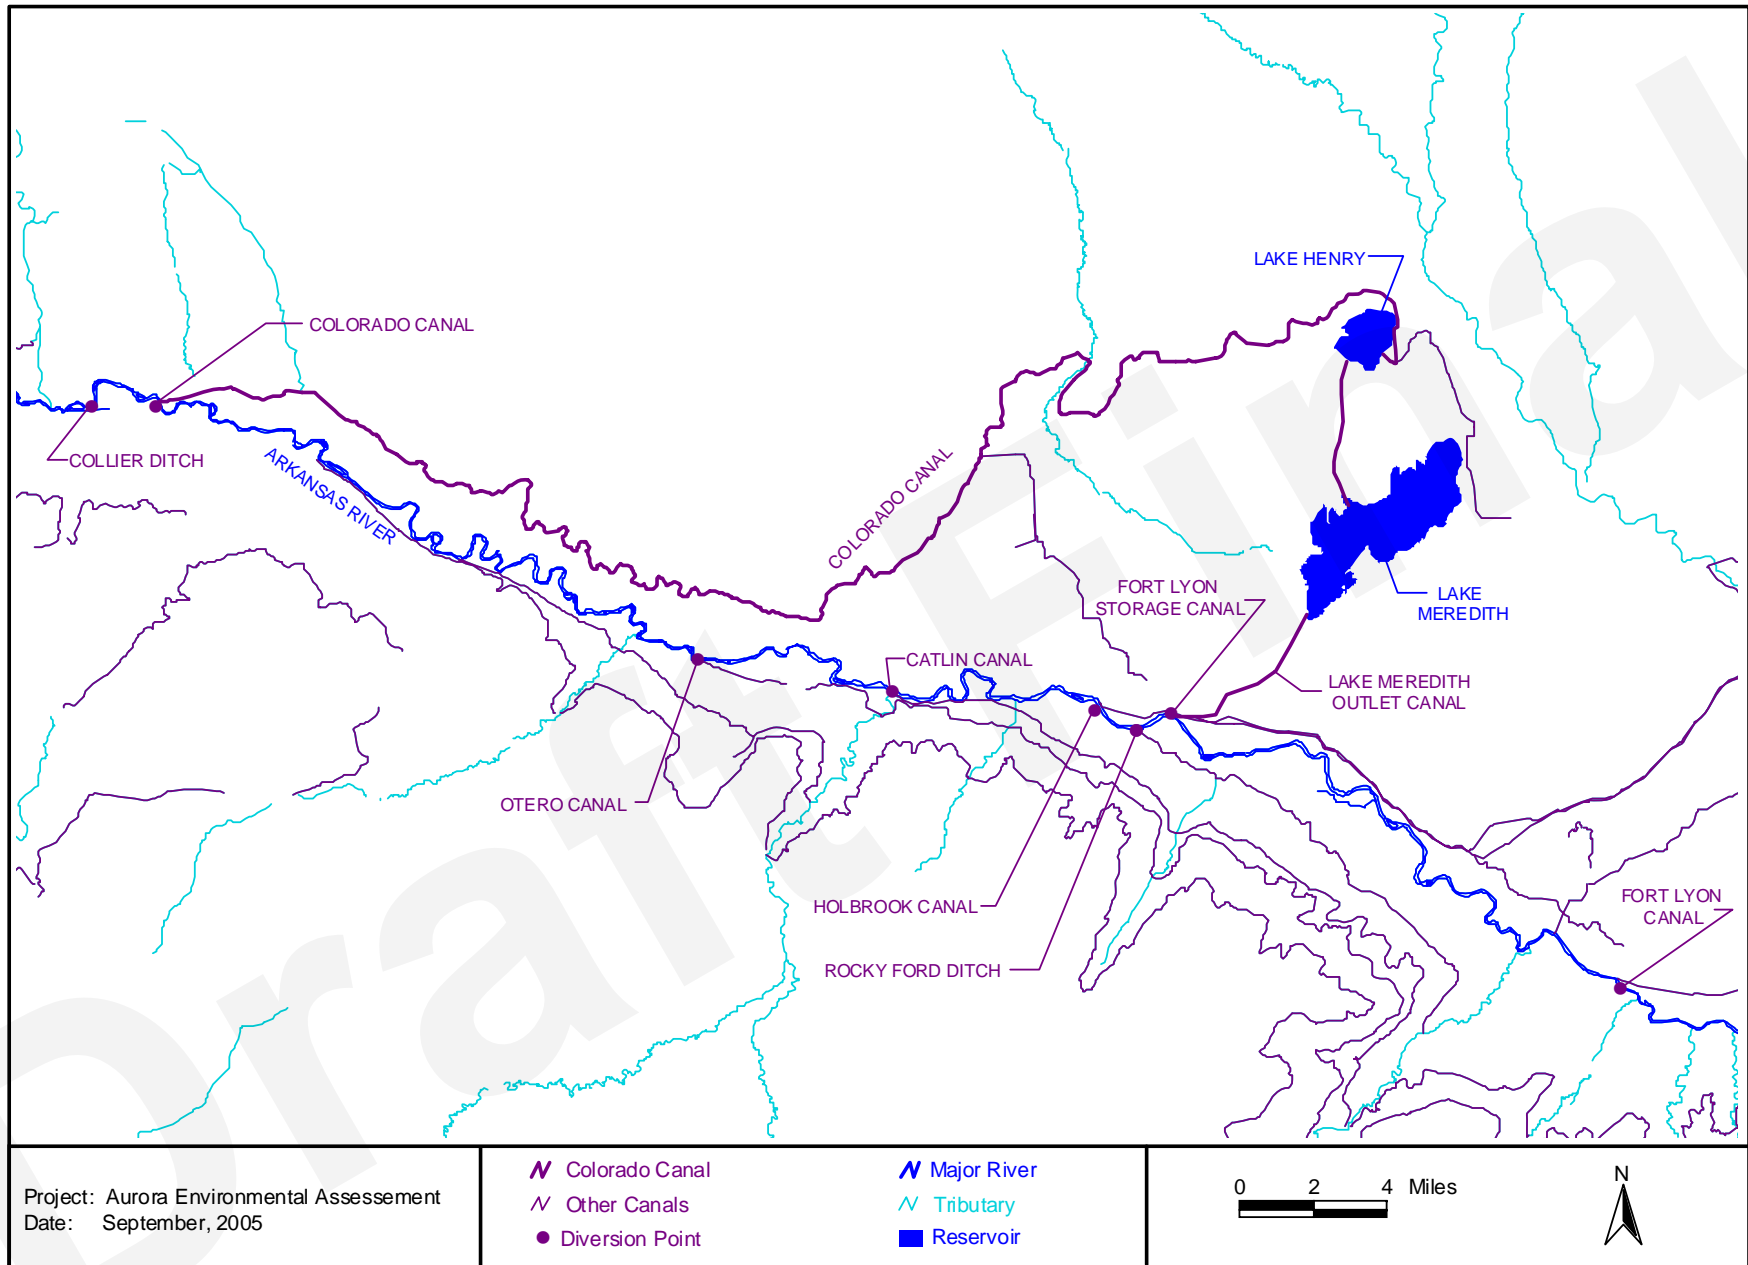 LAKE HENRY
COLORADO CANAL
COLLIER DITCH
ARKANSAS RIVER
COLORADO CANAL
FORT LYON
STORAGE CANAL
LAKE
MEREDITH
CATLIN CANAL
LAKE MEREDITH
OUTLET CANAL
OTERO CANAL
HOLBROOK CANAL
FORT LYON
CANAL
ROCKY FORD DITCH
Draft Final
Project: Aurora Environmental Assessement
Date: September, 2005
Colorado Canal
Other Canals
Diversion Point
Major River
Tributary
Reservoir
0 2 4 Miles
N